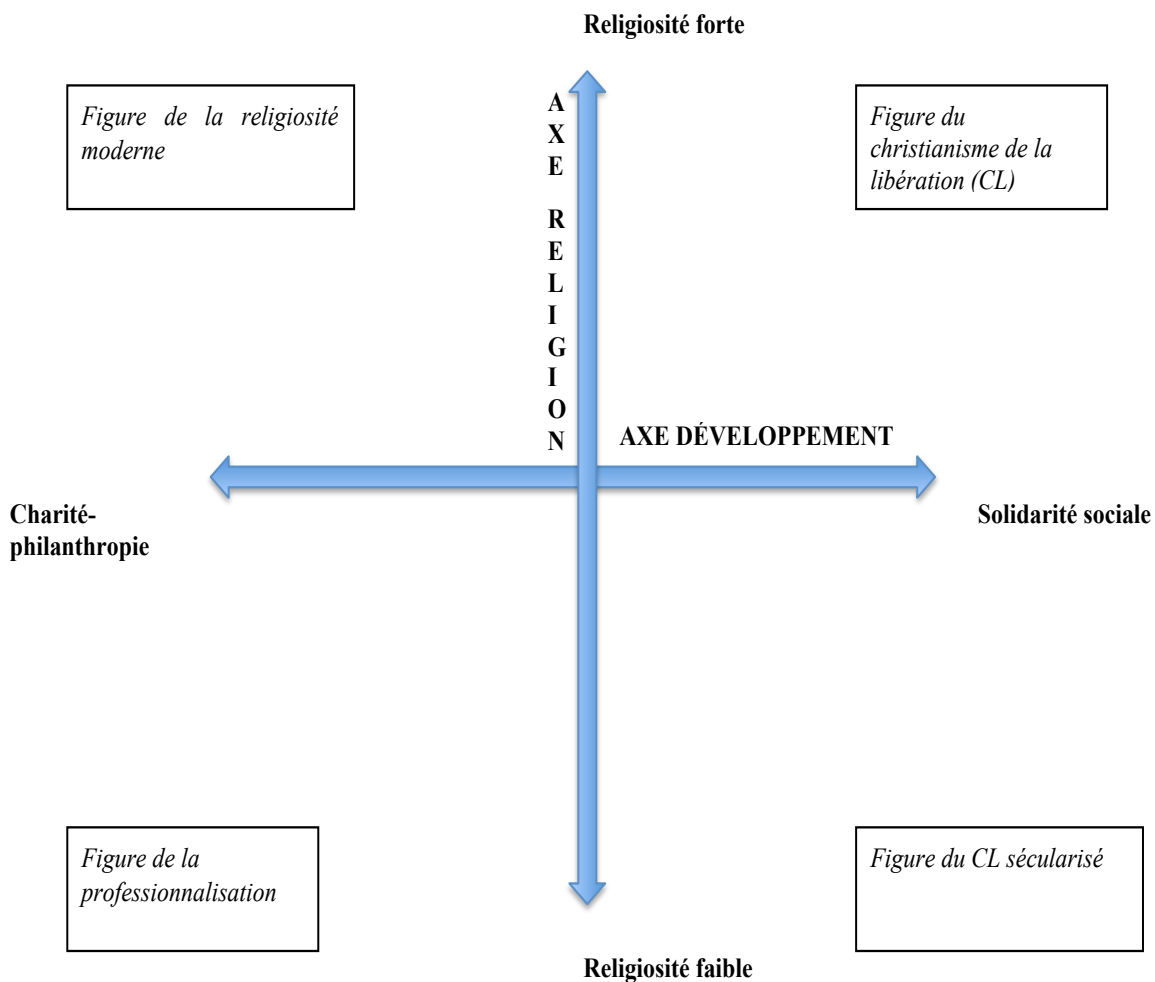 Religiosité forte
Figure de la religiosité
moderne
A
X
E
R
E
L
I
G
I
O
N
Figure du
christianisme de la
libération (CL)
AXE DÉVELOPPEMENT
Charité-
philanthropie
Solidarité sociale
Figure de la
professionnalisation
Figure du CL sécularisé
Religiosité faible